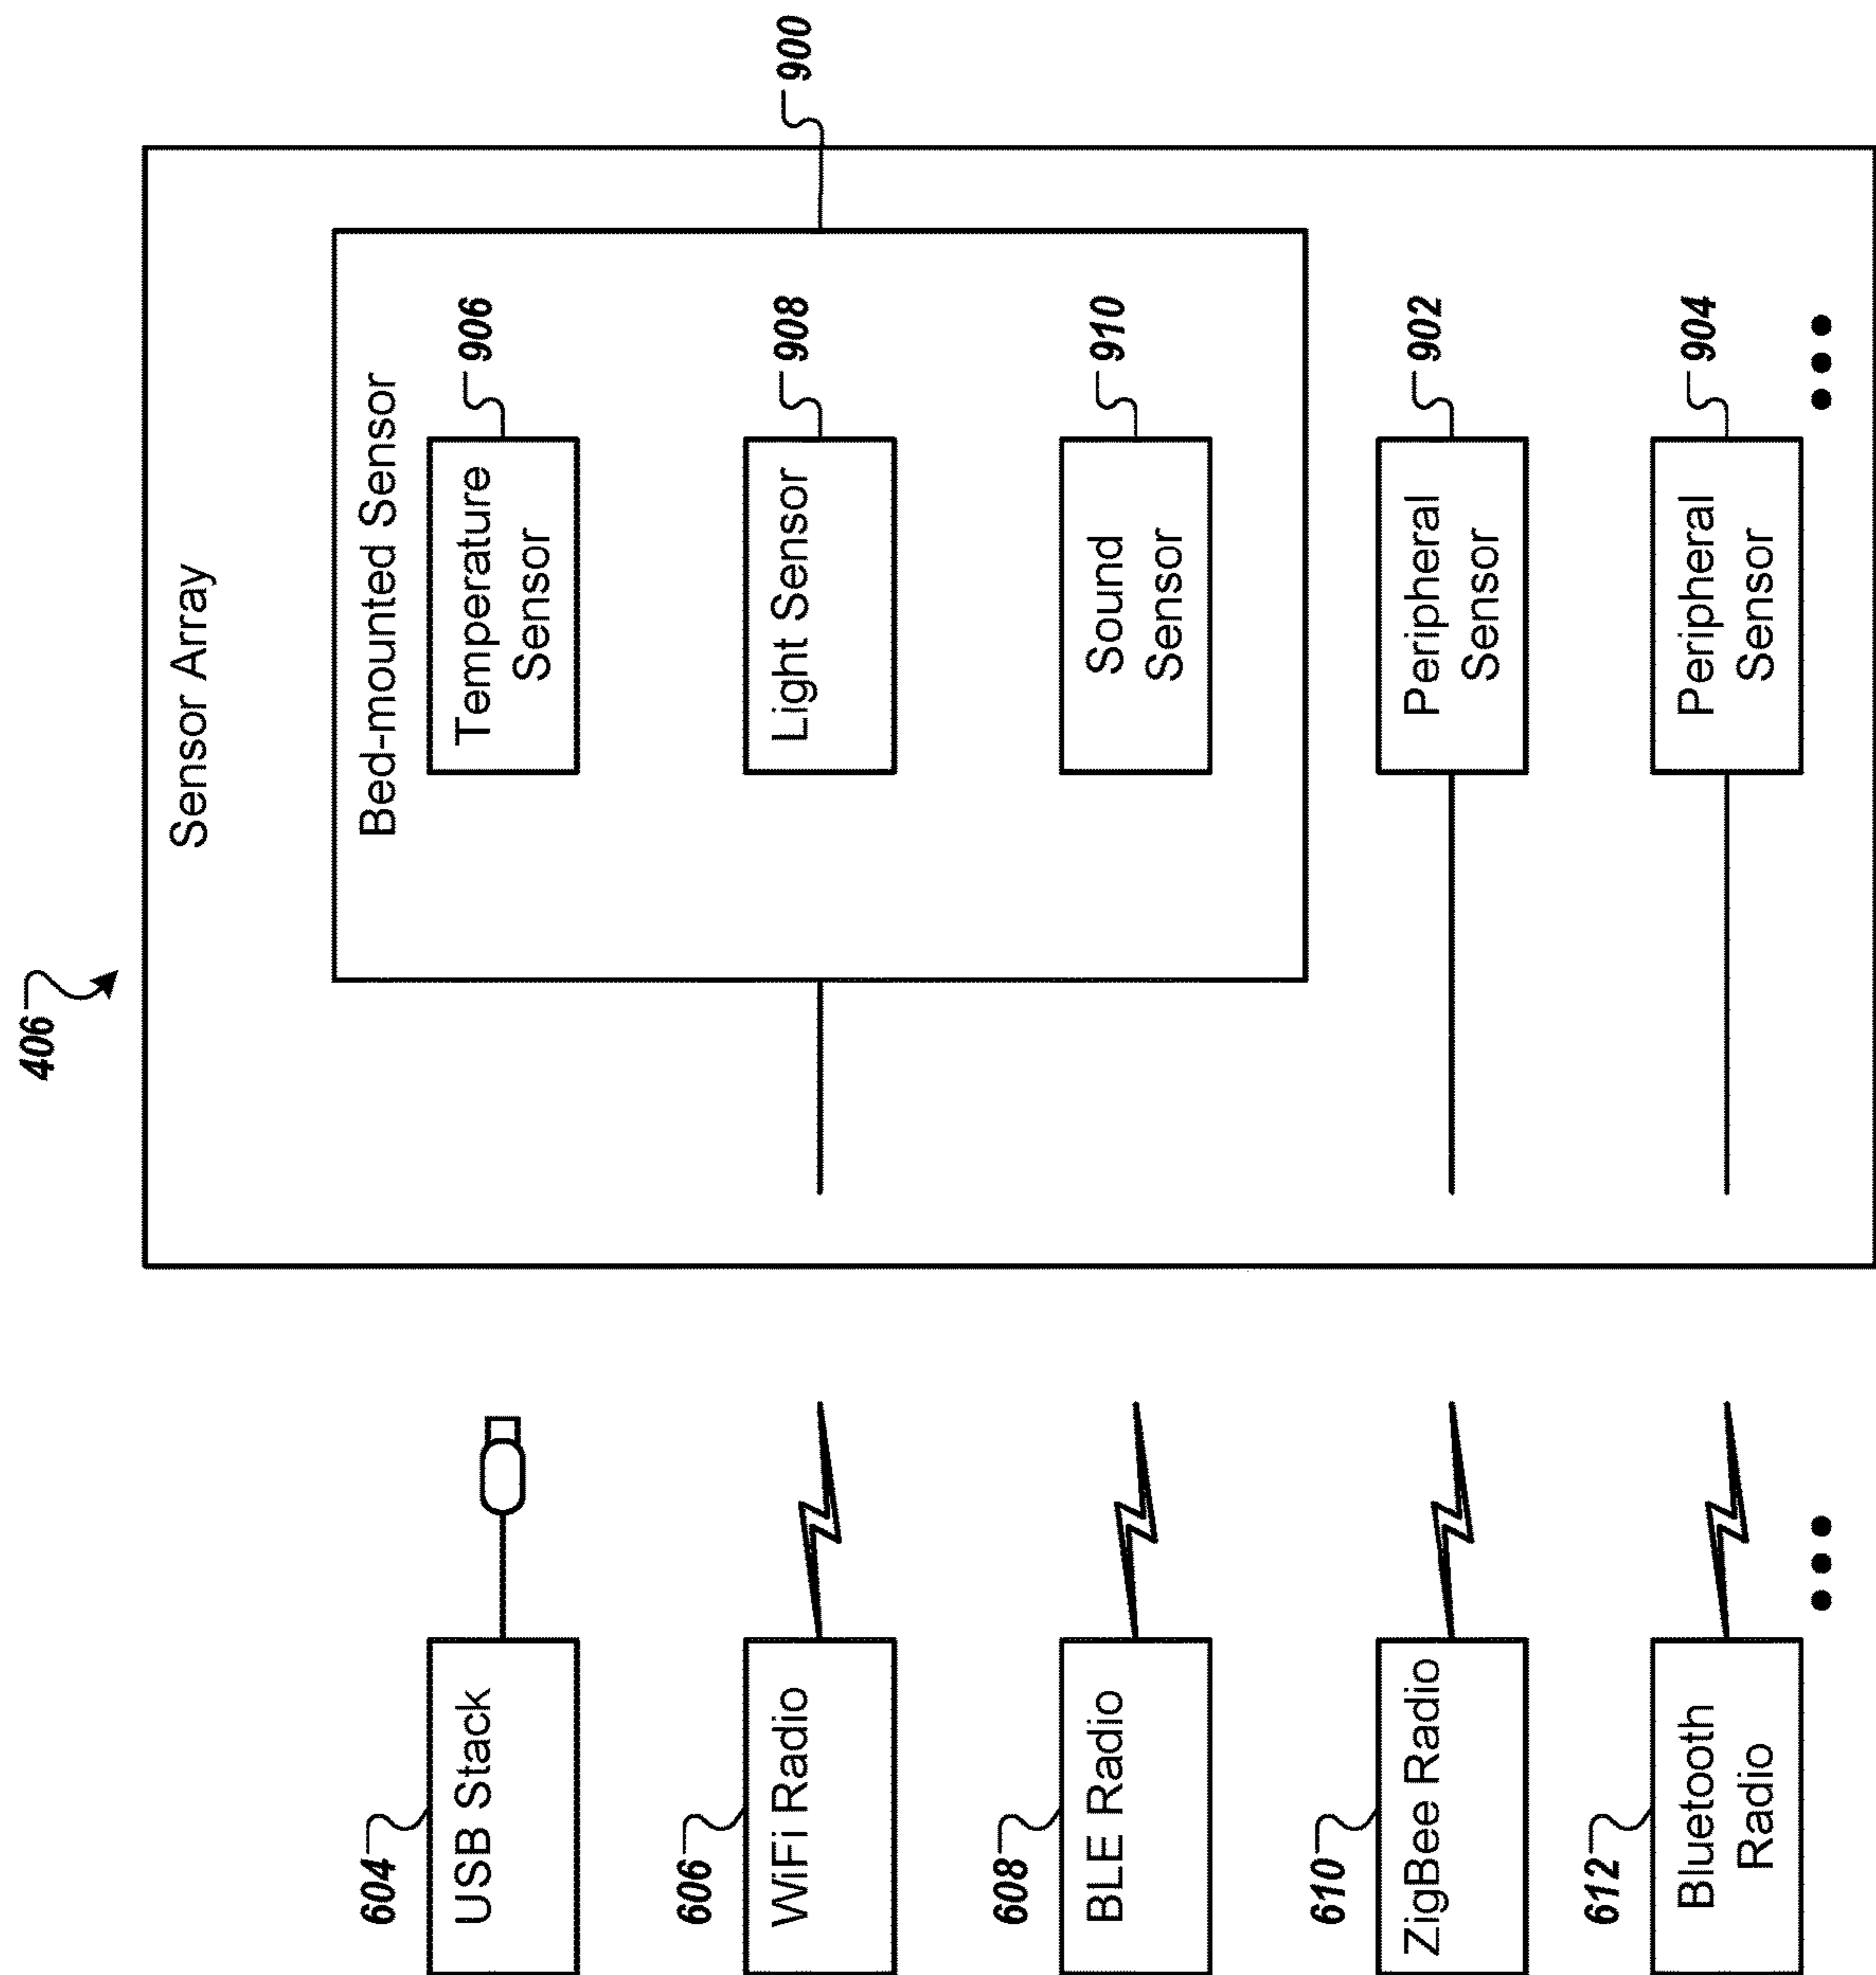 406
Sensor Array
Bed-mounted Sensor
900
604
USB Stack
Temperature
Sensor
906
606
WiFi Radio
Light Sensor
908
608
BLE Radio
Sound
Sensor
910
610
ZigBee Radio
Peripheral
Sensor
902
612
Bluetooth
Radio
Peripheral
Sensor
904